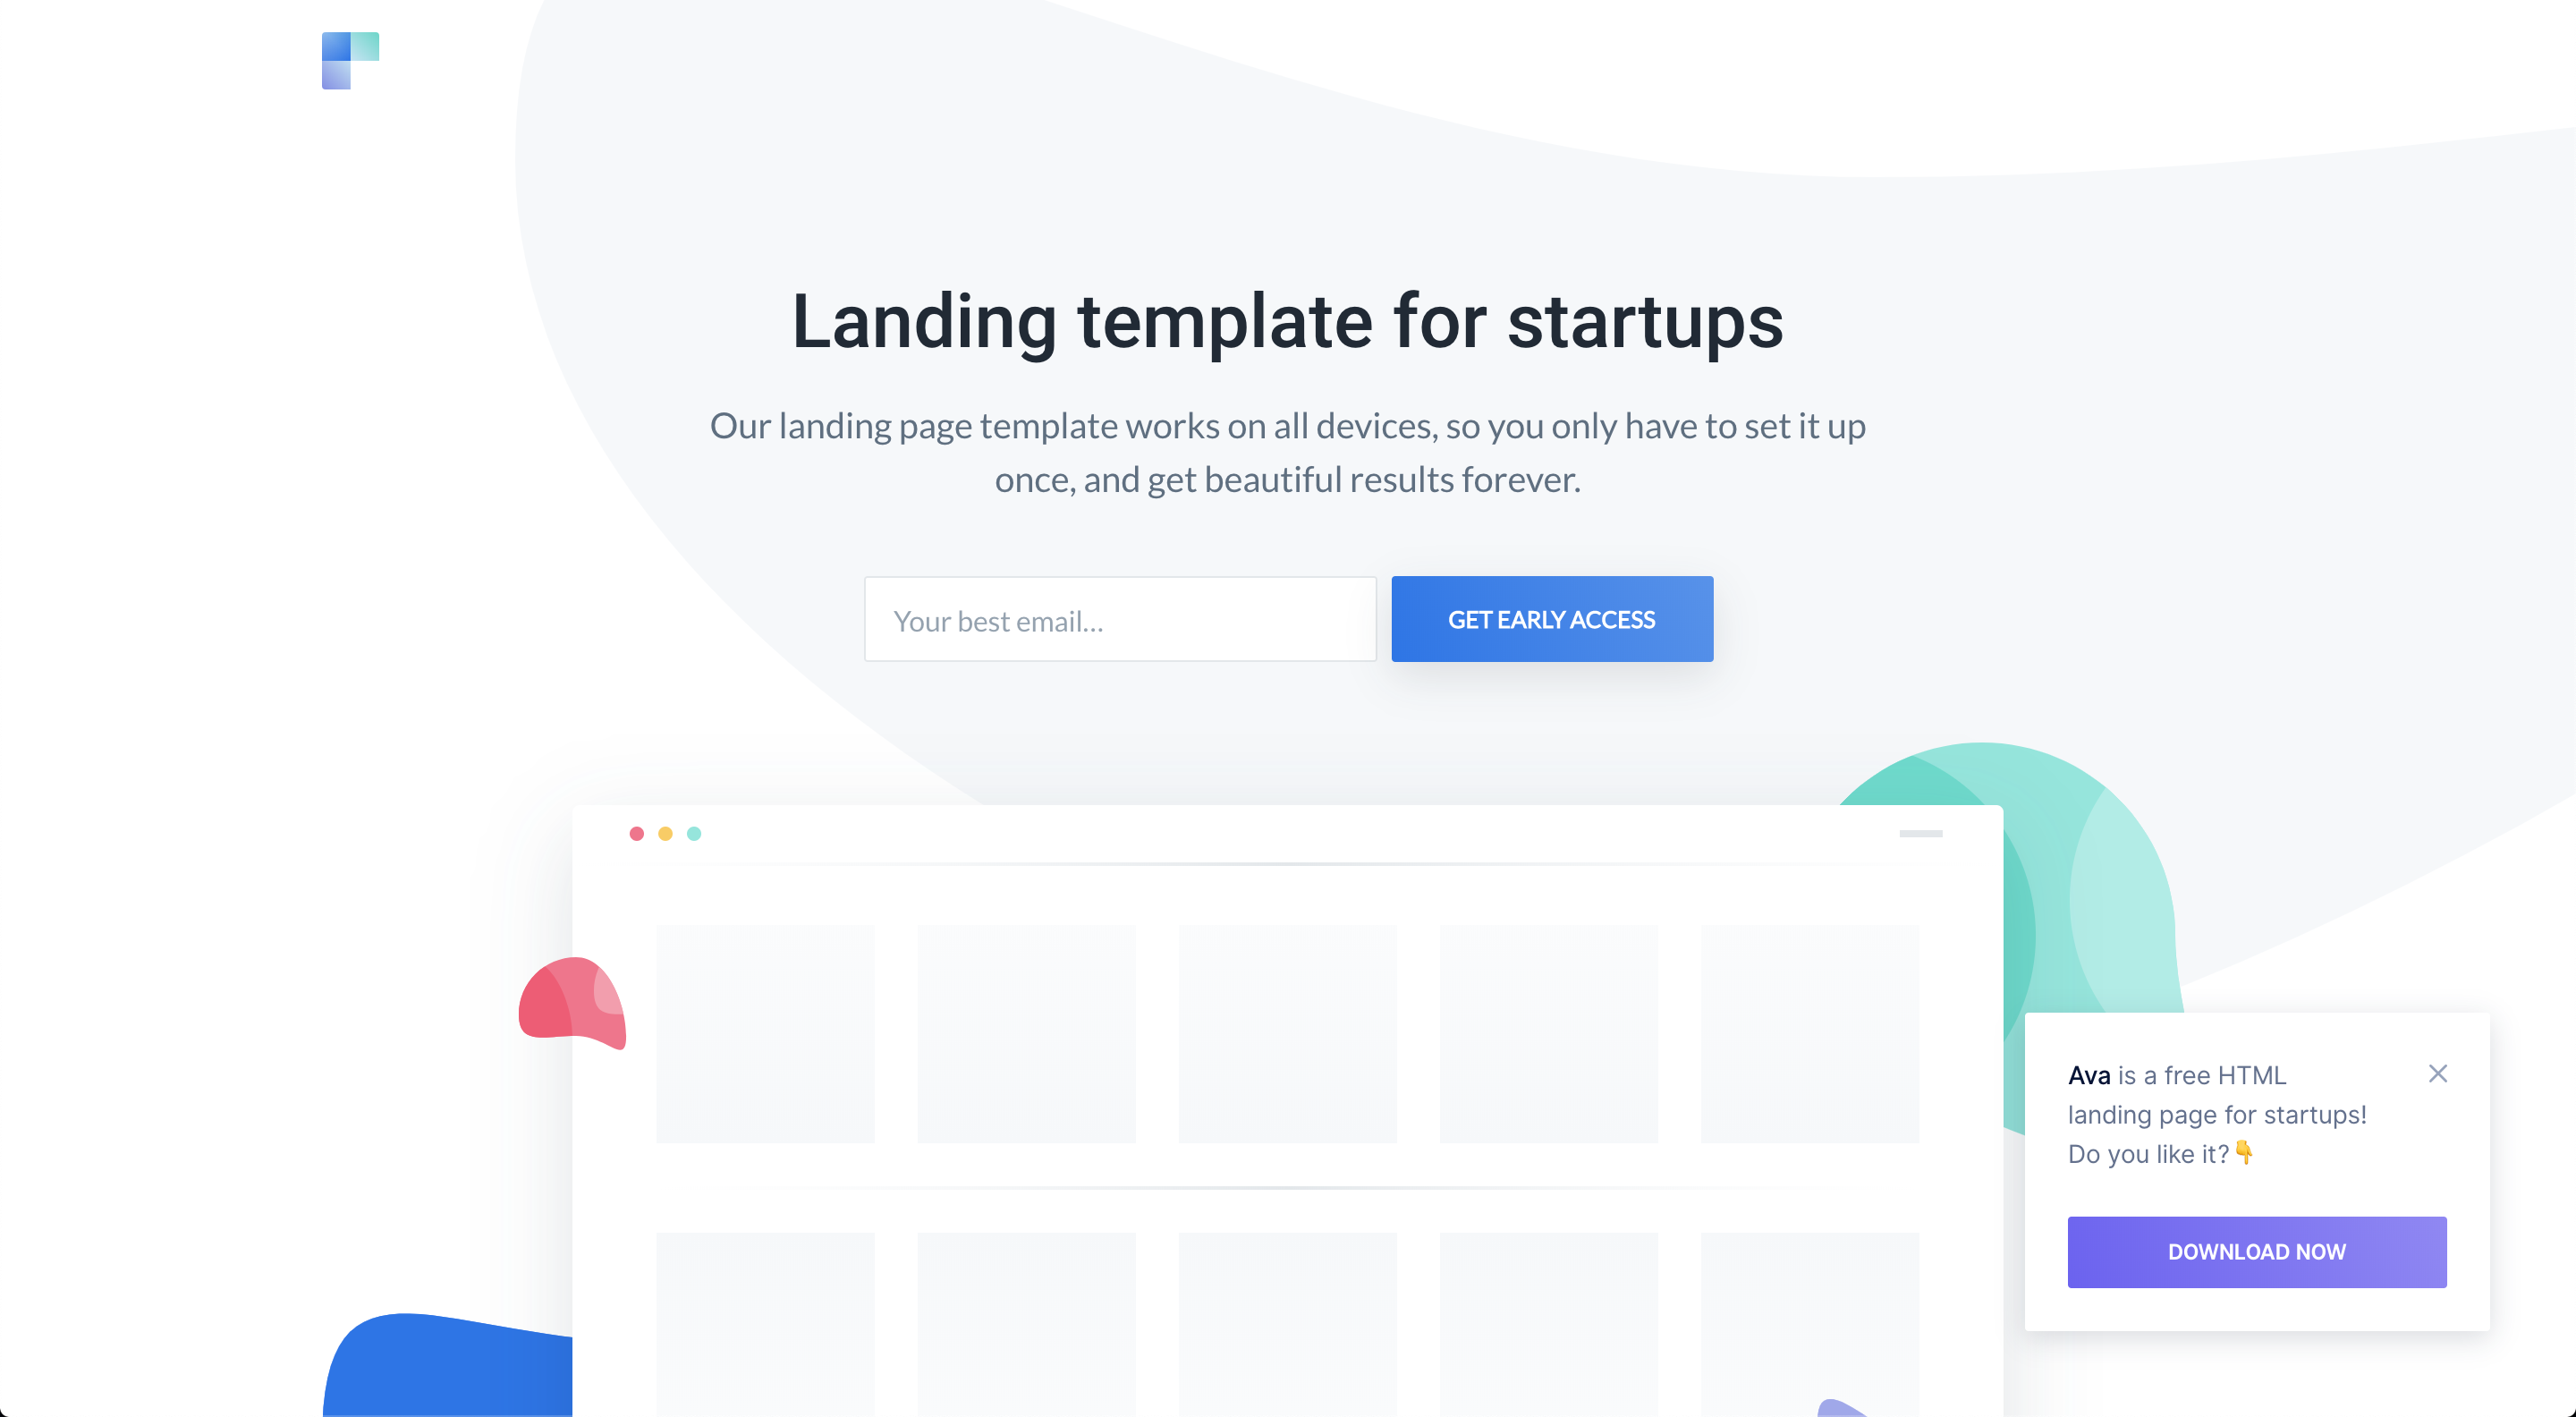 Landing template for startups
Our landing page template works on all devices, so you only have to set it up
once, and get beautiful results forever.
Your best email...
GET EARLY ACCESS
Ava is a free HTML
landing page for startups!
Do you like it?👇
DOWNLOAD NOW